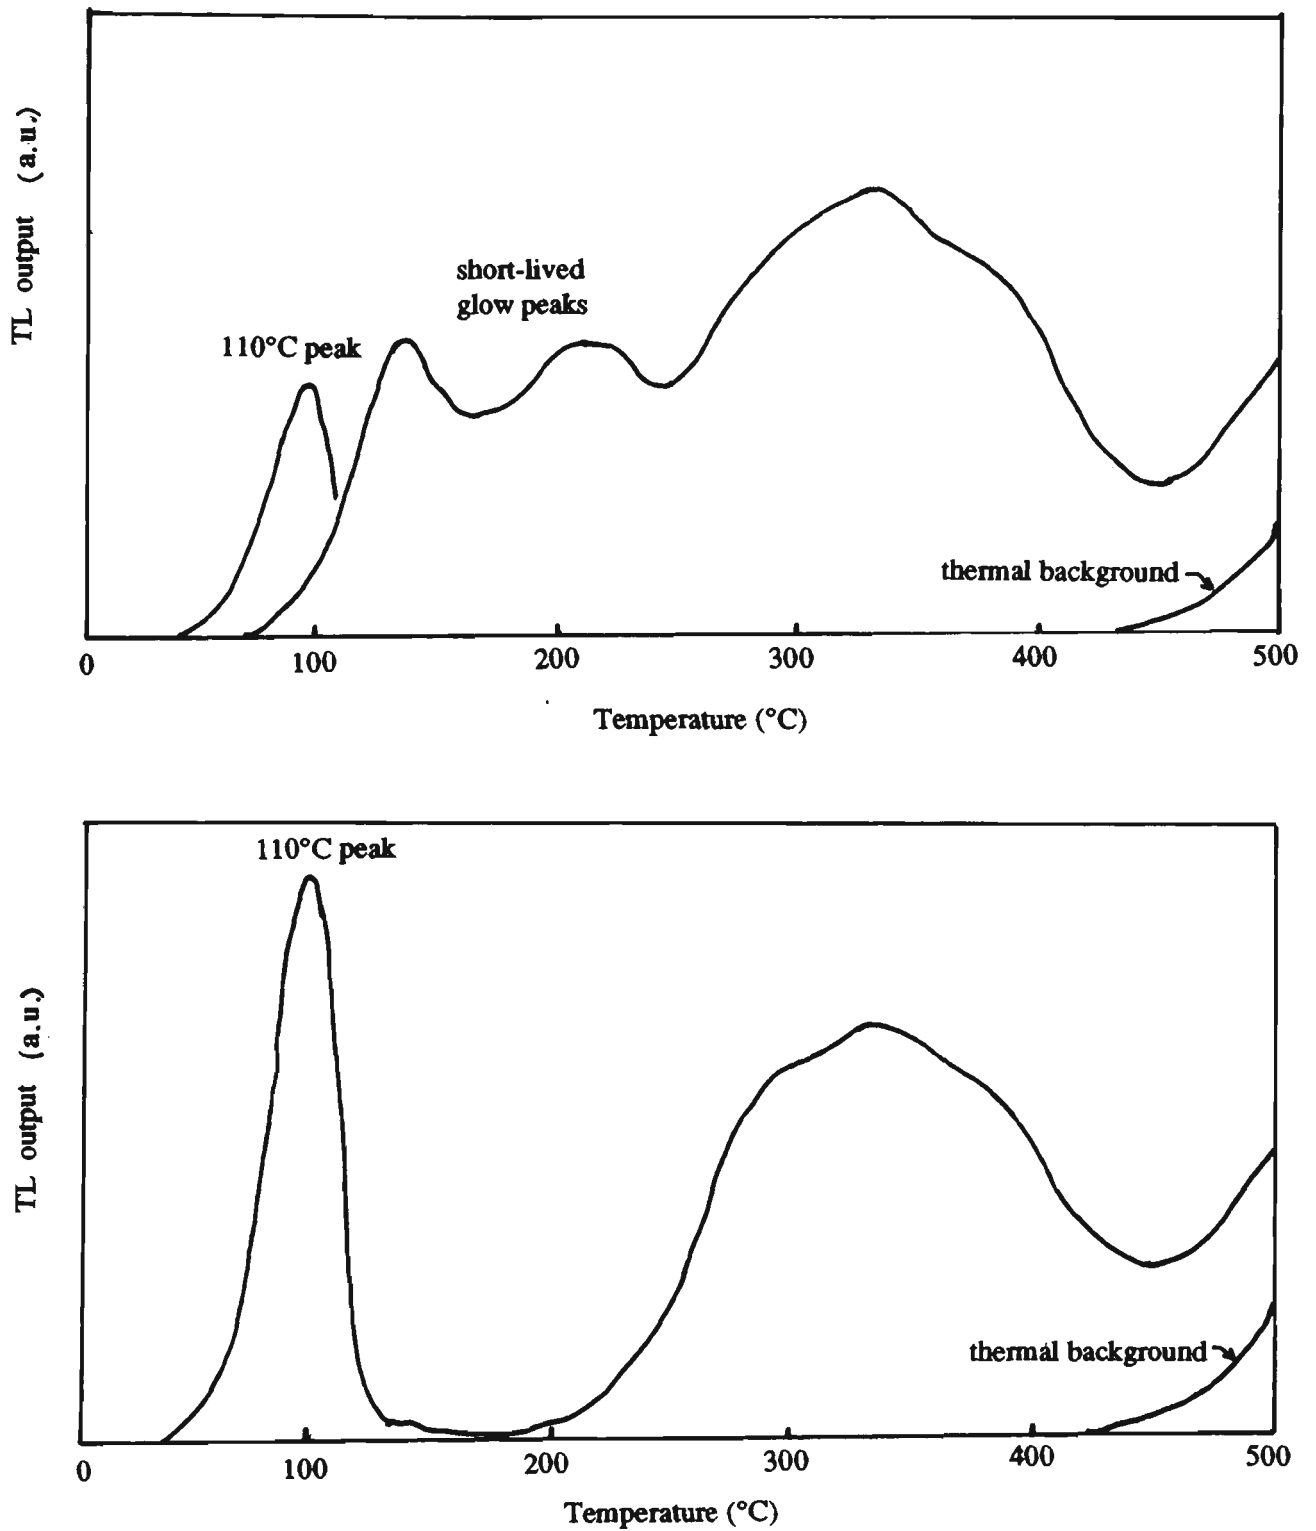 TL output (a.u.)
short-lived
glow peaks
110°C peak
thermal background
0 100 200 300 400 500
Temperature (°C)
110°C peak
TL output (a.u.)
thermal background
0 100 200 300 400 500
Temperature (°C)